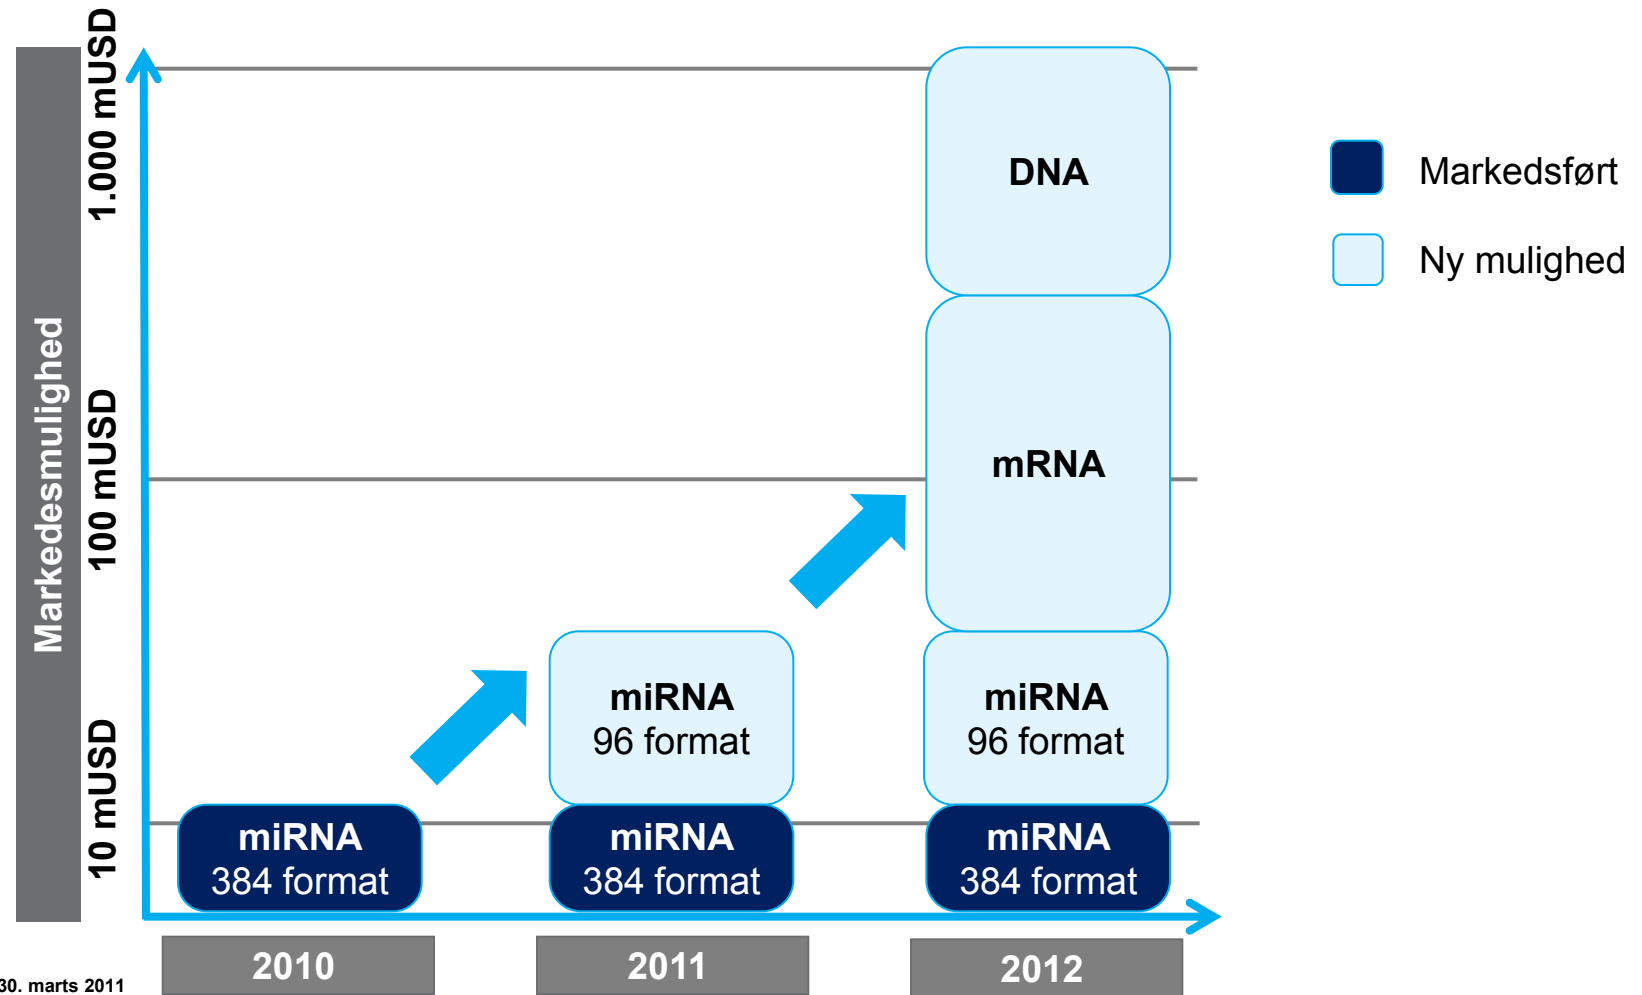 Markedesmulighed
1.000 mUSD
100 mUSD
10 mUSD
DNA
mRNA
miRNA
96 format
miRNA
96 format
miRNA
384 format
miRNA
384 format
miRNA
384 format
2010
2011
2012
Markedsført
Ny mulighed
30. marts 2011